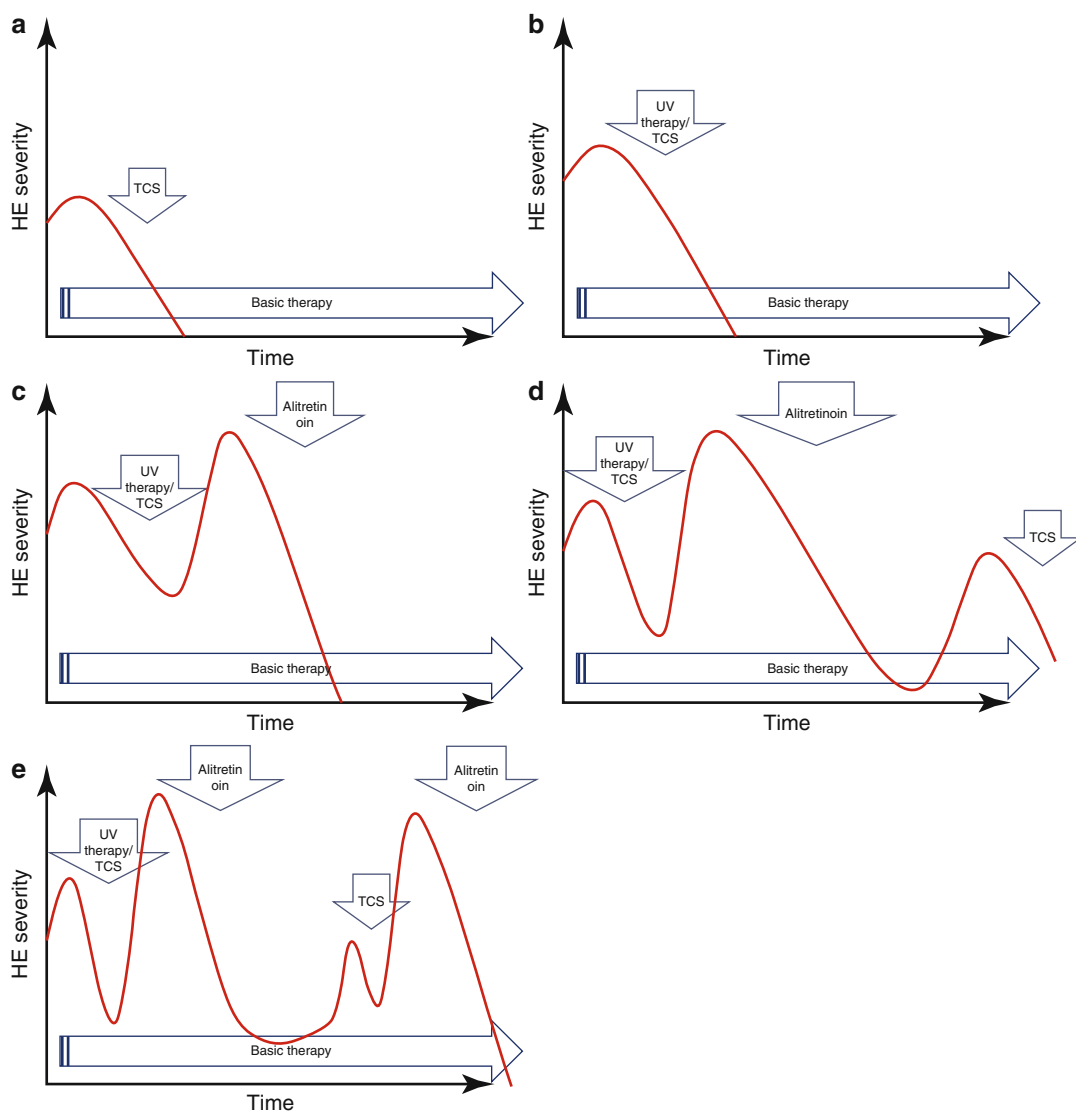 a
HE severity
TCS
Basic therapy
Time
b
HE severity
UV
therapy/
TCS
Basic therapy
Time
c
HE severity
UV
therapy/
TCS
Alitretin
oin
Basic therapy
Time
d
HE severity
UV
therapy/
TCS
Alitretinoin
TCS
Basic therapy
Time
e
HE severity
UV
therapy/
TCS
Alitretin
oin
TCS
Alitretin
oin
Basic therapy
Time